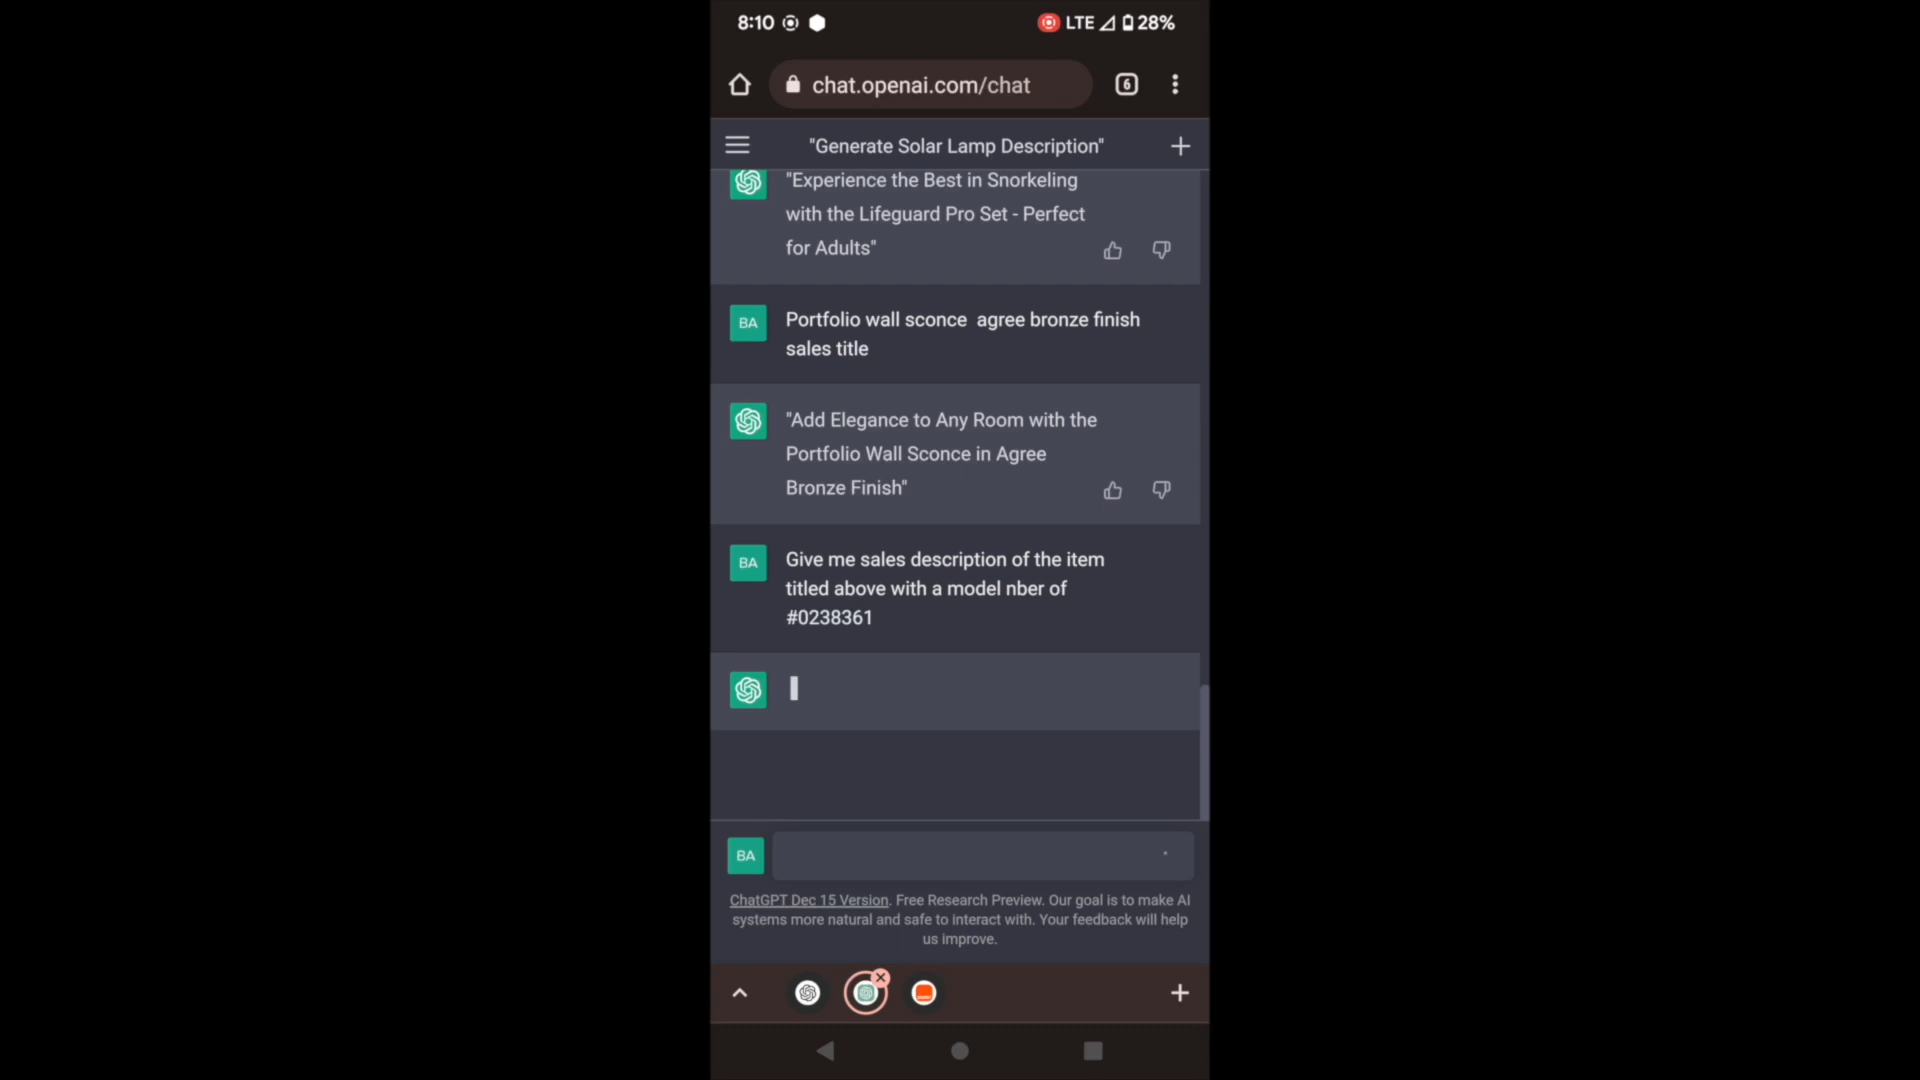 8:10 LTE 28%
chat.openai.com/chat 6
"Generate Solar Lamp Description"
"Experience the Best in Snorkeling
with the Lifeguard Pro Set - Perfect
for Adults"
BA Portfolio wall sconce  agree bronze finish
sales title
"Add Elegance to Any Room with the
Portfolio Wall Sconce in Agree
Bronze Finish"
BA Give me sales description of the item
titled above with a model nber of
#0238361
BA
ChatGPT Dec 15 Version. Free Research Preview. Our goal is to make AI
systems more natural and safe to interact with. Your feedback will help
us improve.